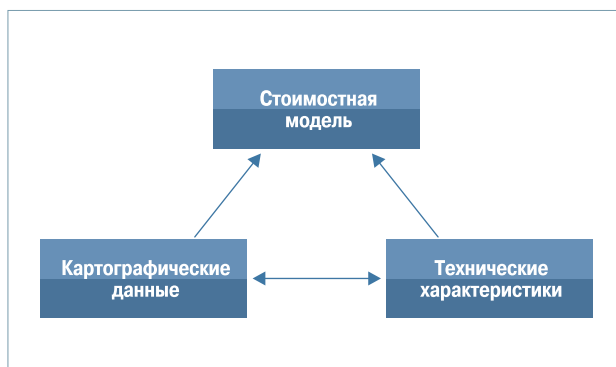 Стоимостная
модель
Картографические
данные
Технические
характеристики